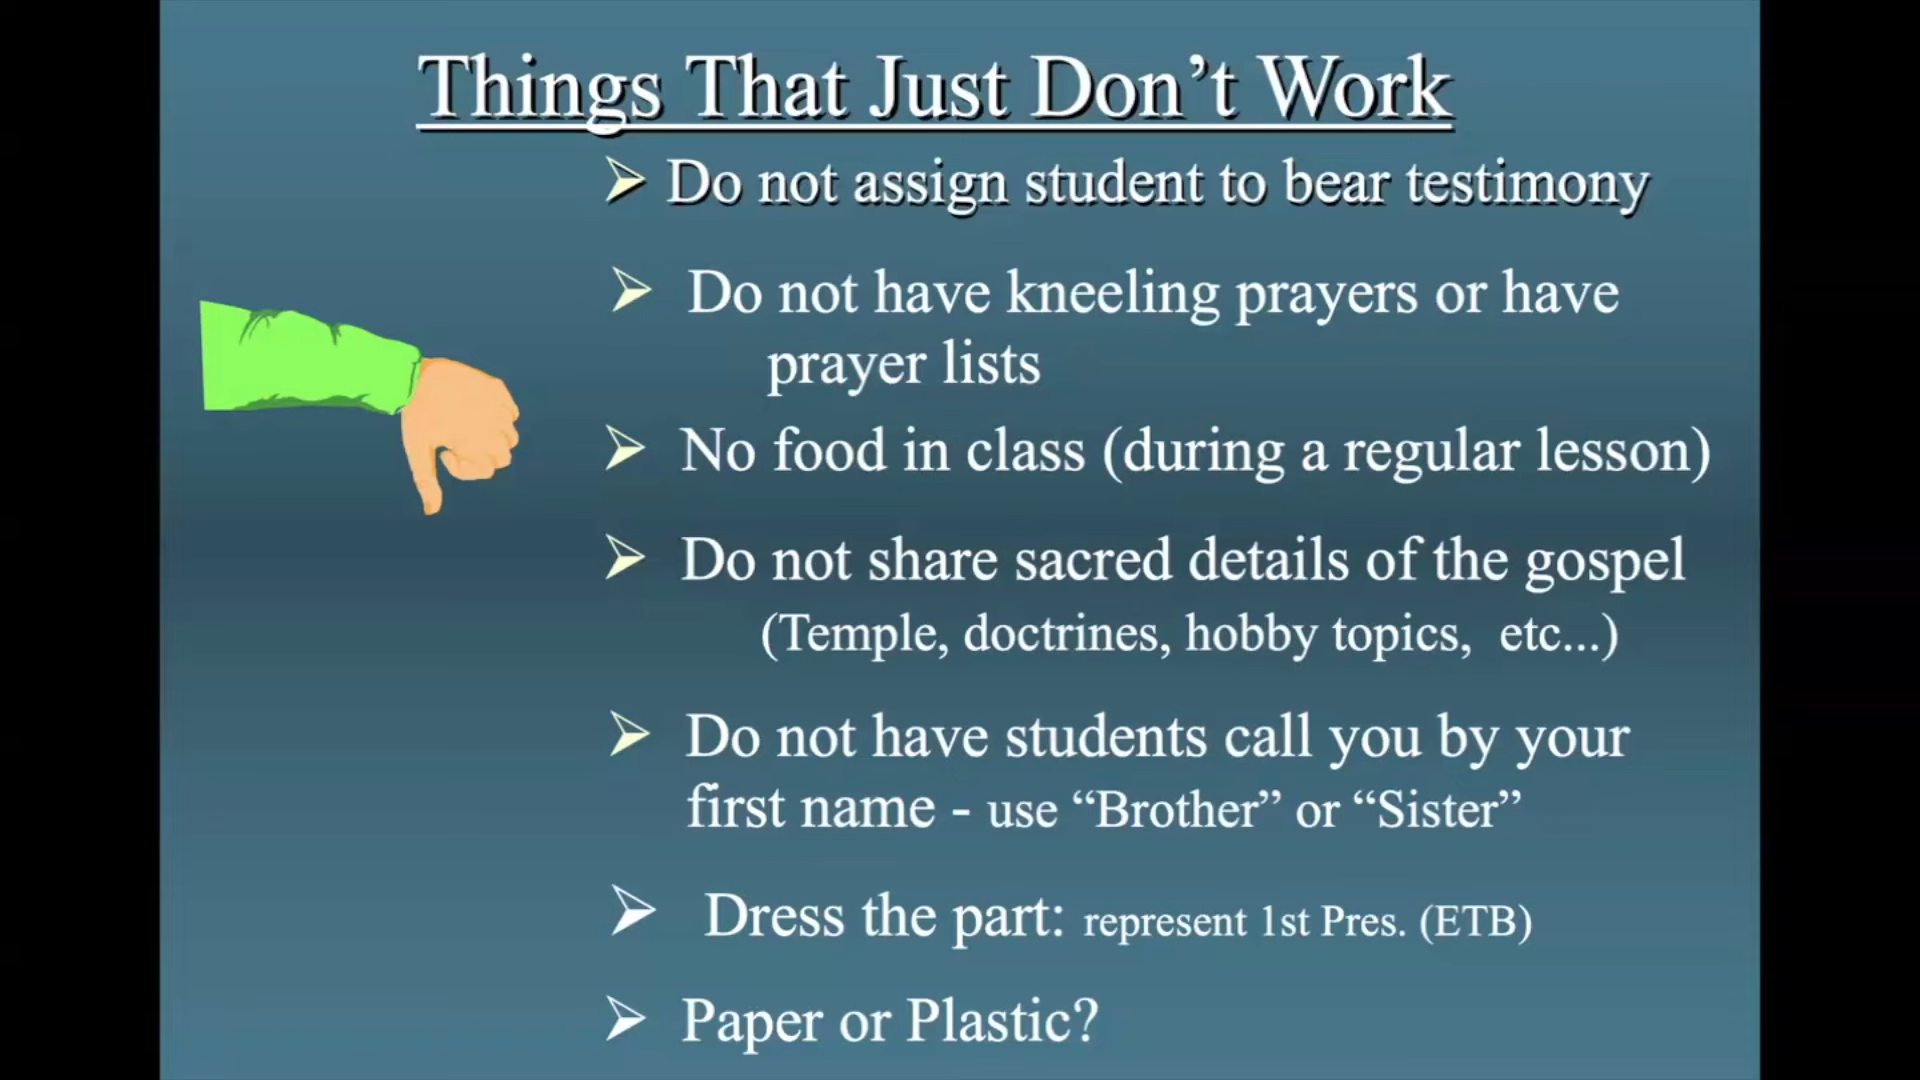 Things That Just Don’t Work
Do not assign student to bear testimony
Do not have kneeling prayers or have
prayer lists
No food in class (during a regular lesson)
Do not share sacred details of the gospel
(Temple, doctrines, hobby topics, etc...)
Do not have students call you by your
first name - use “Brother” or “Sister”
Dress the part: represent 1st Pres. (ETB)
Paper or Plastic?